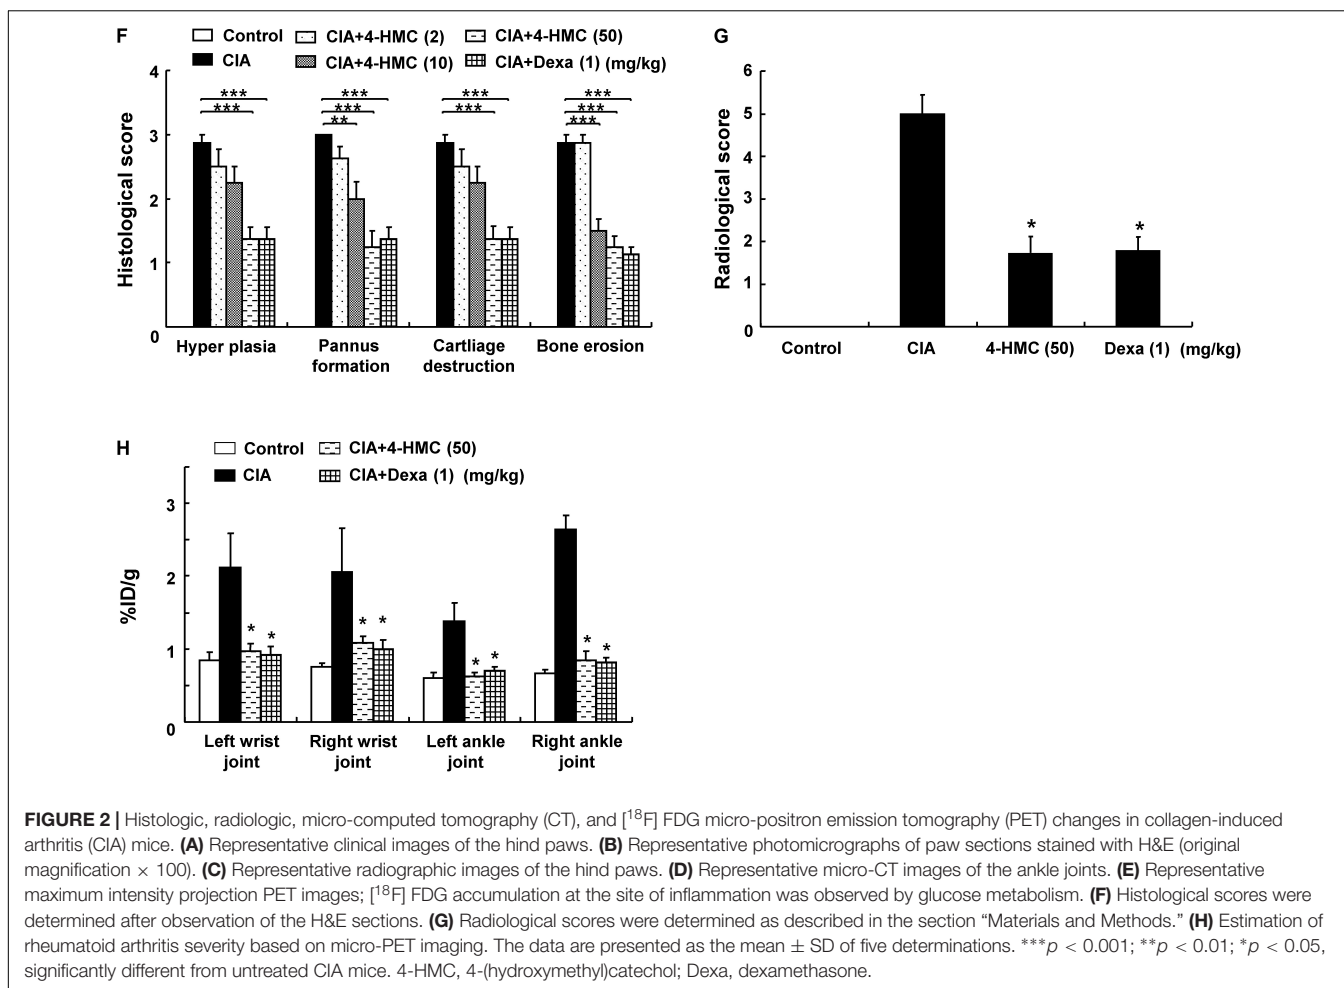 F
Control
CIA+4-HMC (2)
CIA+4-HMC (50)
CIA
CIA+4-HMC (10)
CIA+Dexa (1) (mg/kg)
Histological score
4
3
2
1
0
***
***
***
***
**
***
***
***
***
***
Hyper plasia
Pannus
formation
Cartliage
destruction
Bone erosion
G
Radiological score
6
5
4
3
2
1
0
*
*
Control
CIA
4-HMC (50)
Dexa (1) (mg/kg)
H
Control
CIA+4-HMC (50)
CIA
CIA+Dexa (1) (mg/kg)
%ID/g
3
2
1
0
*
*
*
*
*
*
*
*
Left wrist
joint
Right wrist
joint
Left ankle
joint
Right ankle
joint
FIGURE 2 | Histologic, radiologic, micro-computed tomography (CT), and [18F] FDG micro-positron emission tomography (PET) changes in collagen-induced
arthritis (CIA) mice. (A) Representative clinical images of the hind paws. (B) Representative photomicrographs of paw sections stained with H&E (original
magnification × 100). (C) Representative radiographic images of the hind paws. (D) Representative micro-CT images of the ankle joints. (E) Representative
maximum intensity projection PET images; [18F] FDG accumulation at the site of inflammation was observed by glucose metabolism. (F) Histological scores were
determined after observation of the H&E sections. (G) Radiological scores were determined as described in the section “Materials and Methods.” (H) Estimation of
rheumatoid arthritis severity based on micro-PET imaging. The data are presented as the mean ± SD of five determinations. ***p < 0.001; **p < 0.01; *p < 0.05,
significantly different from untreated CIA mice. 4-HMC, 4-(hydroxymethyl)catechol; Dexa, dexamethasone.